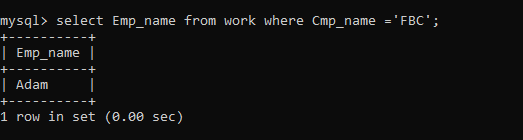 mysql> select Emp_name from work where Cmp_name ='FBC';
+----------+
| Emp_name |
+----------+
| Adam     |
+----------+
1 row in set (0.00 sec)